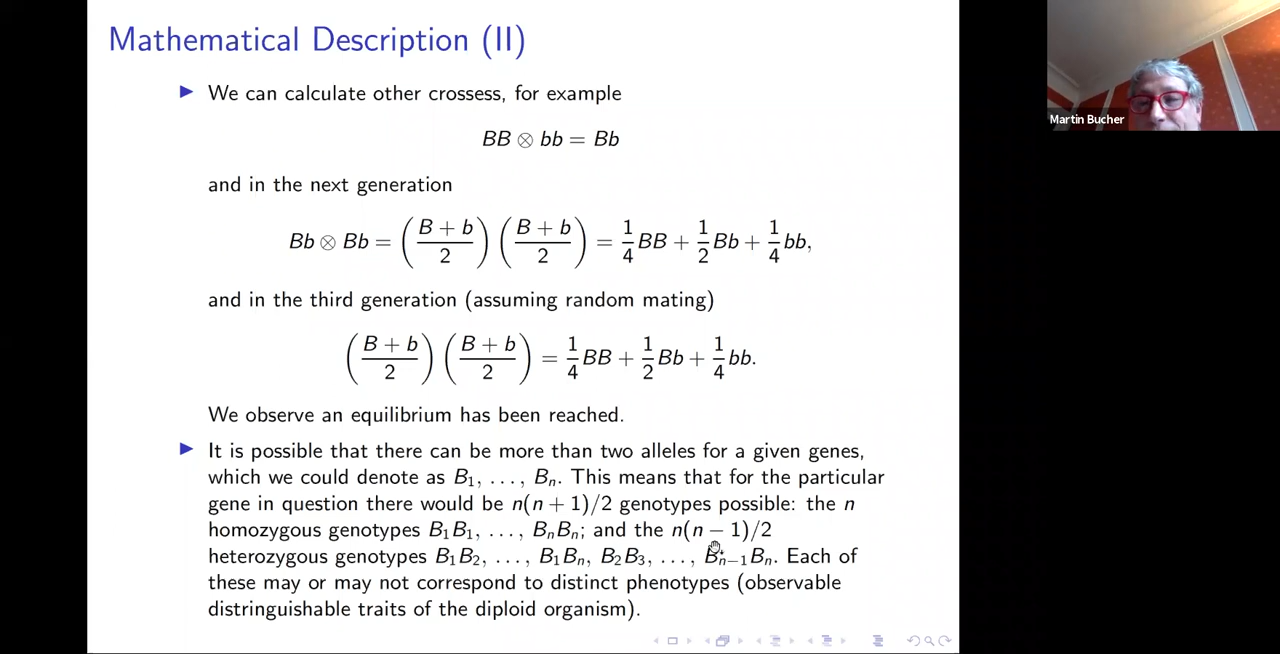 Mathematical Description (II)
We can calculate other crossess, for example
BB ⊗ bb = Bb
and in the next generation
Bb ⊗ Bb = ( (B + b)/2 ) ( (B + b)/2 ) = 1/4 BB + 1/2 Bb + 1/4 bb,
and in the third generation (assuming random mating)
( (B + b)/2 ) ( (B + b)/2 ) = 1/4 BB + 1/2 Bb + 1/4 bb.
We observe an equilibrium has been reached.
It is possible that there can be more than two alleles for a given genes,
which we could denote as B₁, ..., Bₙ. This means that for the particular
gene in question there would be n(n + 1)/2 genotypes possible: the n
homozygous genotypes B₁B₁, ..., BₙBₙ; and the n(n − 1)/2
heterozygous genotypes B₁B₂, ..., B₁Bₙ, B₂B₃, ..., Bₙ₋₁Bₙ. Each of
these may or may not correspond to distinct phenotypes (observable
distringuishable traits of the diploid organism).
Martin Bucher